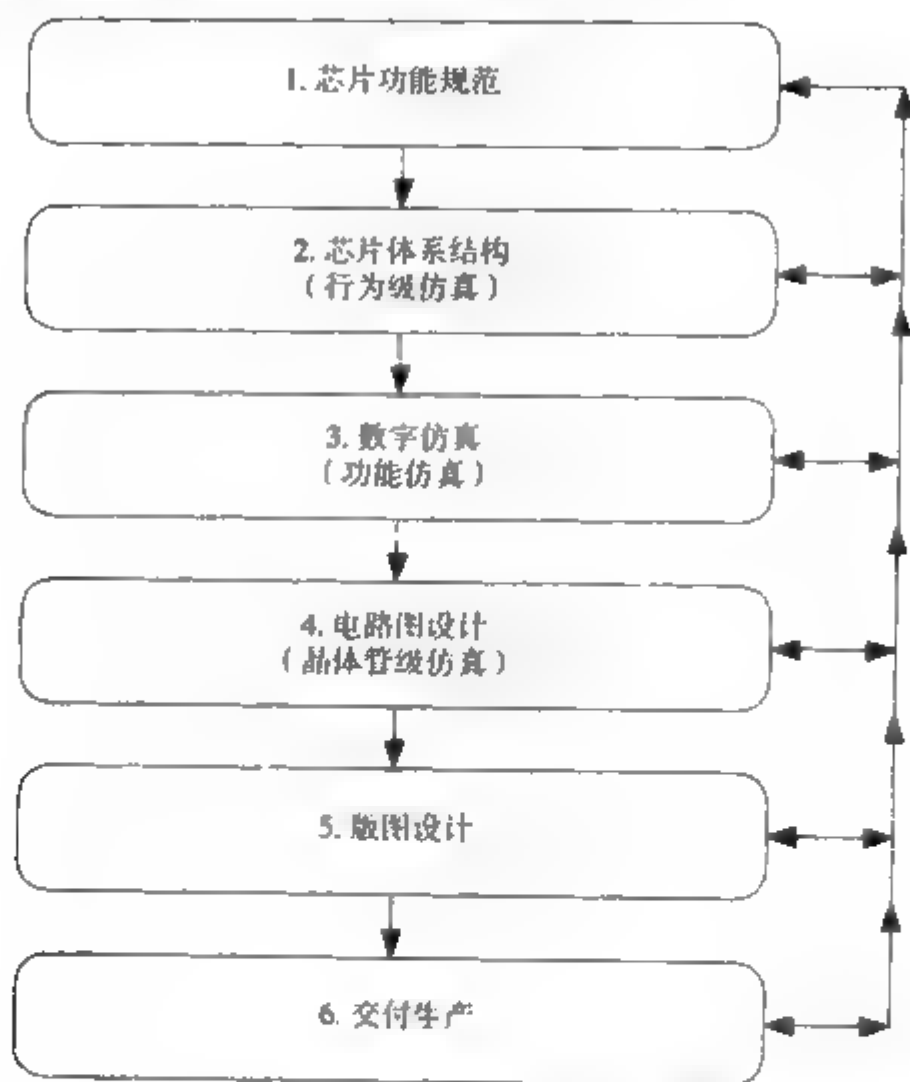 1. 芯片功能规范
2. 芯片体系结构
(行为级仿真)
3. 数字仿真
(功能仿真)
4. 电路图设计
(晶体管级仿真)
5. 版图设计
6. 交付生产